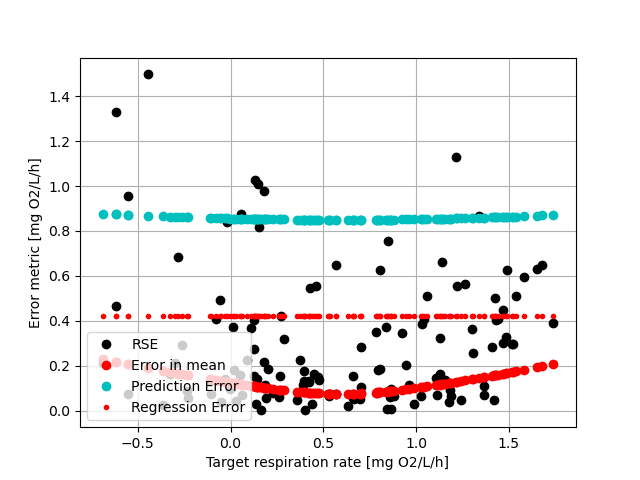 1.4
1.2
1.0
0.8
0.6
0.4
0.2
0.0
Error metric [mg O2/L/h]
RSE
Error in mean
Prediction Error
Regression Error
−0.5
0.0
0.5
1.0
1.5
Target respiration rate [mg O2/L/h]